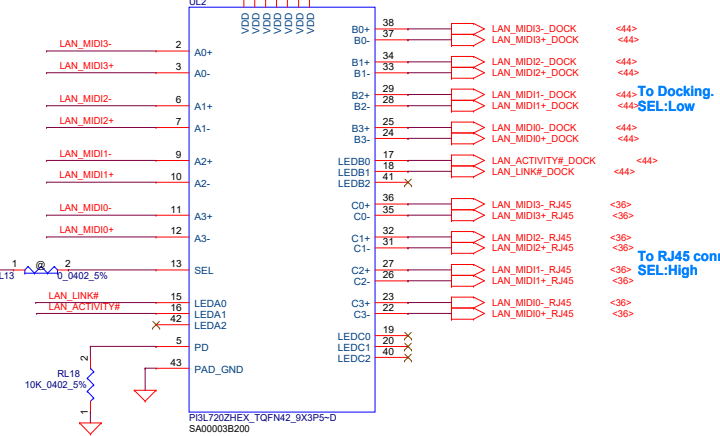 UL2
VDD VDD VDD VDD VDD VDD VDD
LAN_MIDI3- 2 A0+
LAN_MIDI3+ 3 A0-
LAN_MIDI2- 6 A1+
LAN_MIDI2+ 7 A1-
LAN_MIDI1- 9 A2+
LAN_MIDI1+ 10 A2-
LAN_MIDI0- 11 A3+
LAN_MIDI0+ 12 A3-
1 @ 2 13 SEL
L13 0_0402_5%
LAN_LINK# 15 LEDA0
LAN_ACTIVITY# 16 LEDA1
42 LEDA2
5 PD
43 PAD_GND
2
RL18
10K_0402_5%
1
B0+ 38 LAN_MIDI3-_DOCK <44>
B0- 37 LAN_MIDI3+_DOCK <44>
B1+ 34 LAN_MIDI2-_DOCK <44>
B1- 33 LAN_MIDI2+_DOCK <44>
B2+ 29 LAN_MIDI1-_DOCK <44>
B2- 28 LAN_MIDI1+_DOCK <44>
To Docking.
SEL:Low
B3+ 25 LAN_MIDI0-_DOCK <44>
B3- 24 LAN_MIDI0+_DOCK <44>
LEDB0 17 LAN_ACTIVITY#_DOCK <44>
LEDB1 18 LAN_LINK#_DOCK <44>
LEDB2 41
C0+ 36 LAN_MIDI3-_RJ45 <36>
C0- 35 LAN_MIDI3+_RJ45 <36>
C1+ 32 LAN_MIDI2-_RJ45 <36>
C1- 31 LAN_MIDI2+_RJ45 <36>
To RJ45 conn
SEL:High
C2+ 27 LAN_MIDI1-_RJ45 <36>
C2- 26 LAN_MIDI1+_RJ45 <36>
C3+ 23 LAN_MIDI0-_RJ45 <36>
C3- 22 LAN_MIDI0+_RJ45 <36>
LEDC0 19
LEDC1 20
LEDC2 40
PI3L720ZHEX_TQFN42_9X3P5~D
SA00003B200